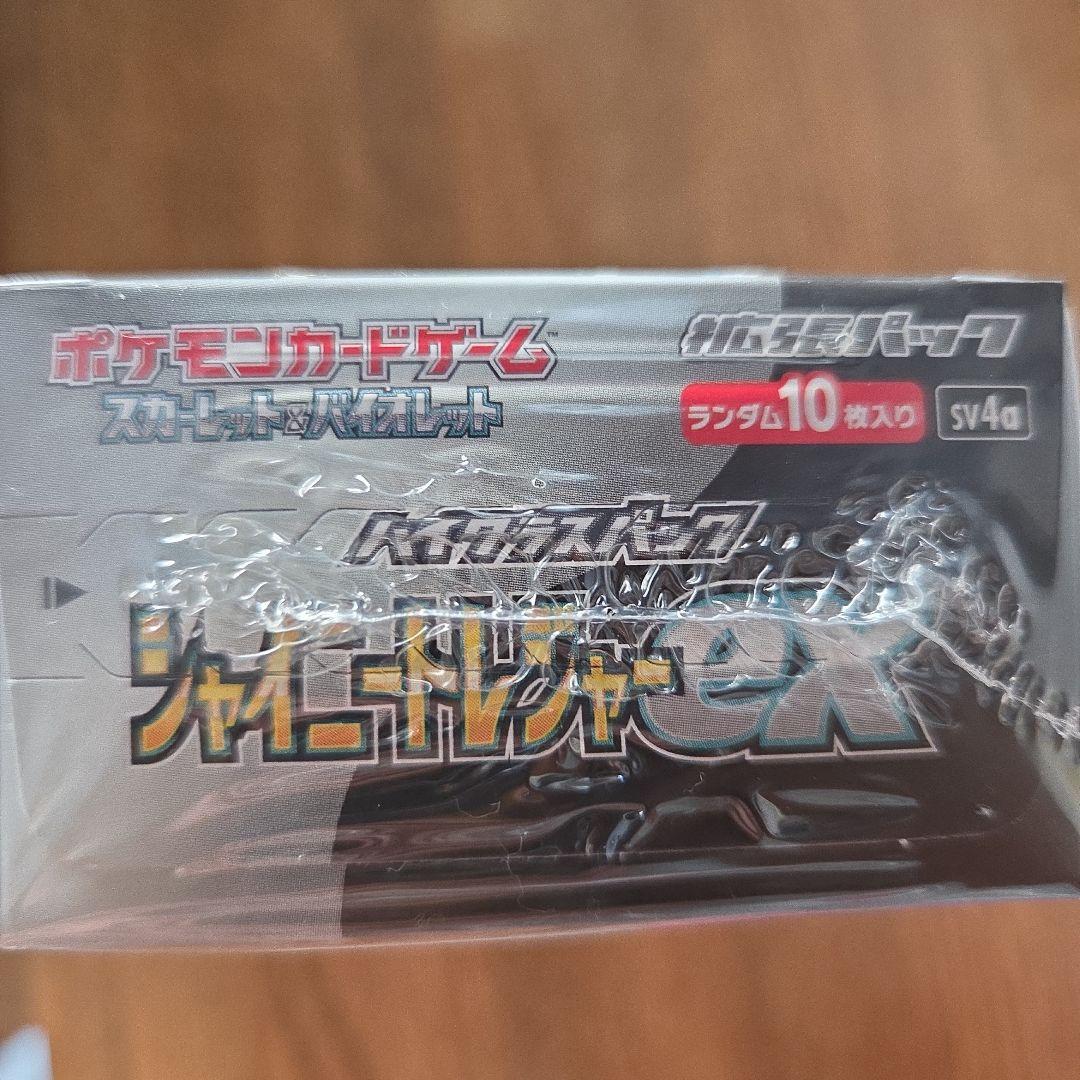 ポケモンカードゲーム™
スカーレット&バイオレット
拡張パック
ランダム10枚入り
sv4a
ハイクラスパック
シャイニートレジャーex